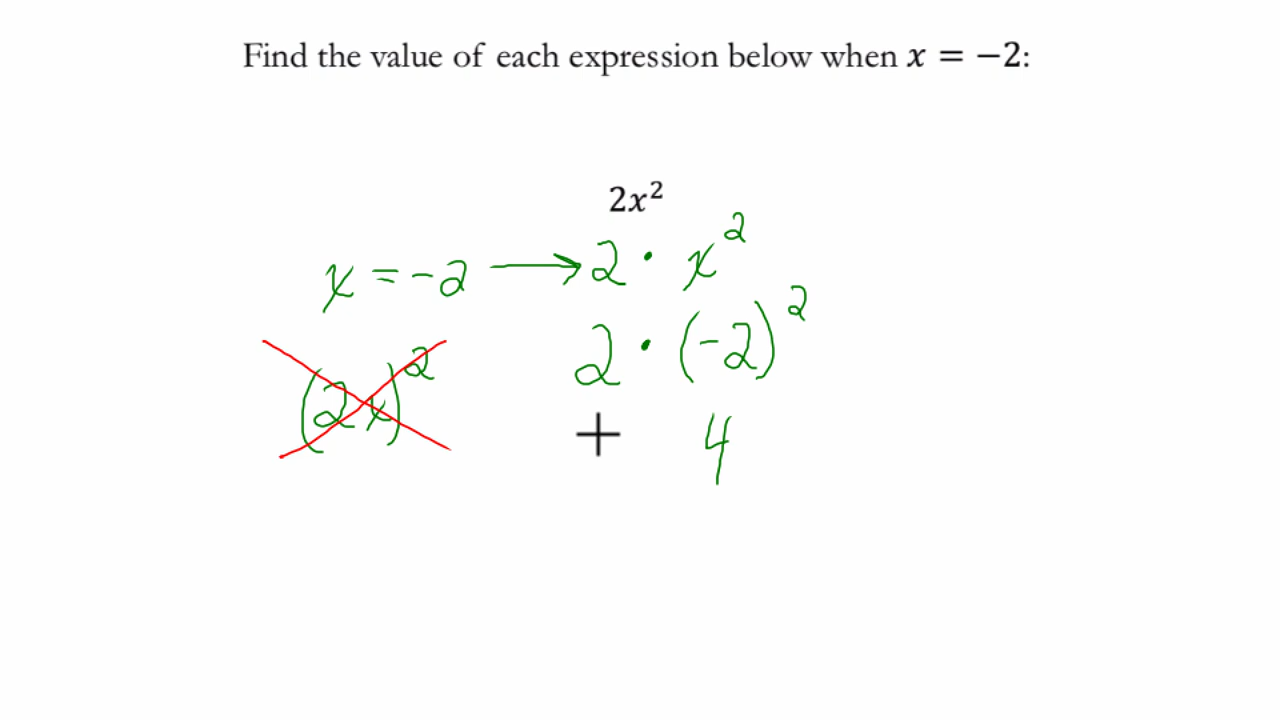 Find the value of each expression below when x = −2:
2x²
x = -2 → 2 · x²
2 · (-2)²
(2x)²
4